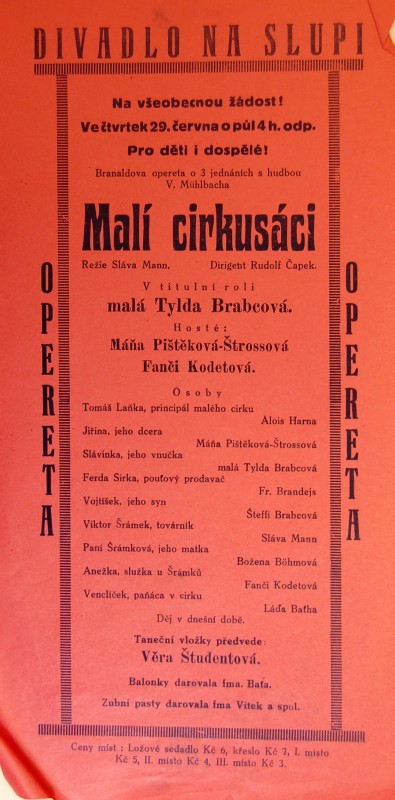 DIVADLO NA SLUPI
Na všeobecnou žádost!
Ve čtvrtek 29. června o půl 4 h. odp.
Pro děti i dospělé!
Branaldova opereta o 3 jednáních s hudbou
V. Mühlbacha
Malí cirkusáci
Režie Sláva Mann. Dirigent Rudolf Čapek.
V titulní roli
malá Tylda Brabcová.
Hosté:
Máňa Pištěková-Štrossová
Fanči Kodetová.
OPERETA
OPERETA
Osoby
Tomáš Laňka, principál malého cirku
Alois Harna
Jiřina, jeho dcera
Máňa Pištěková-Štrossová
Slávinka, jeho vnučka
malá Tylda Brabcová
Ferda Sirka, pouťový prodavač
Fr. Brandejs
Vojtíšek, jeho syn
Šteffi Brabcová
Viktor Šrámek, továrník
Sláva Mann
Paní Šrámková, jeho matka
Božena Böhmová
Anežka, služka u Šrámků
Fanči Kodetová
Venclíček, paňáca v cirku
Láďa Baťha
Děj v dnešní době.
Taneční vložky předvede:
Věra Študentová.
Balonky darovala fma. Baťa.
Zubní pasty darovala fma Vítek a spol.
Ceny míst : Ložové sedadlo Kč 6, křeslo Kč 7, I. místo
Kč 5, II. místo Kč 4, III. místo Kč 3.